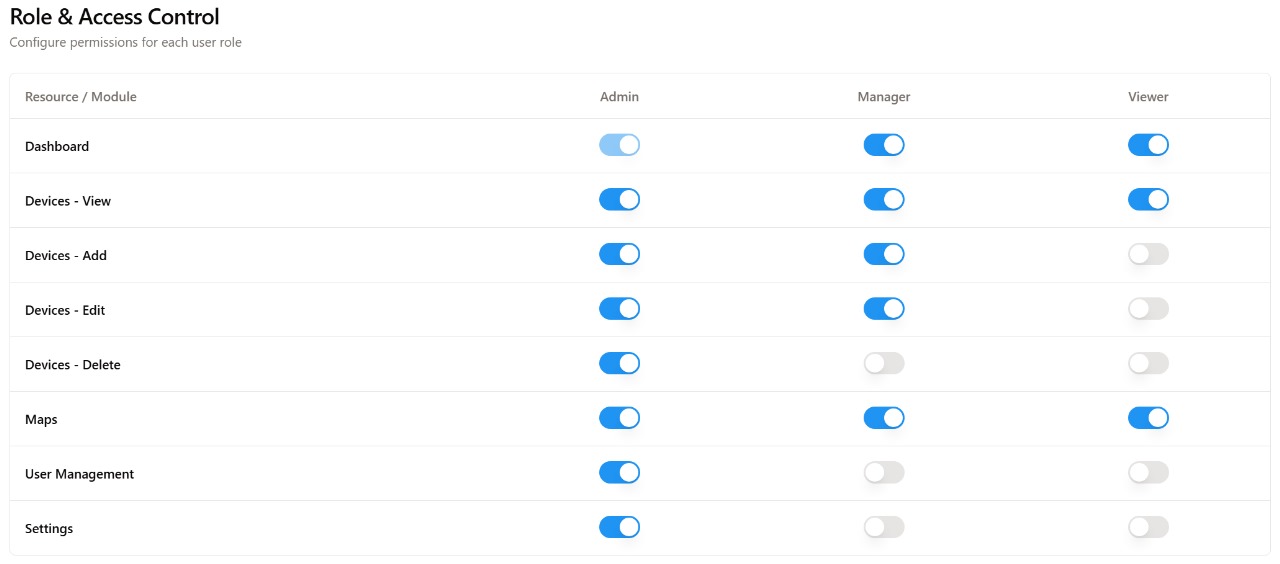 Role & Access Control
Configure permissions for each user role
Resource / Module Admin Manager Viewer
Dashboard
Devices - View
Devices - Add
Devices - Edit
Devices - Delete
Maps
User Management
Settings